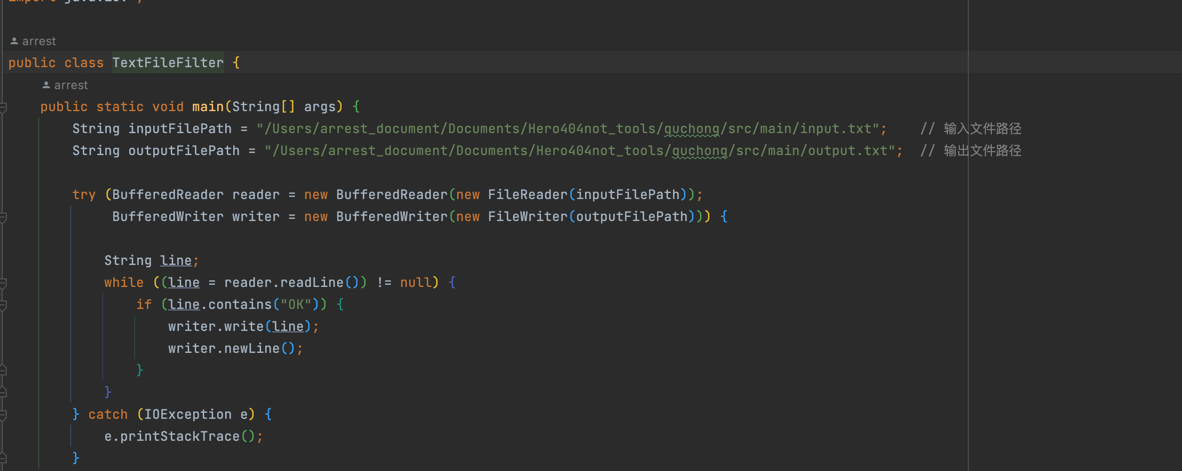 arrest
public class TextFileFilter {
arrest
public static void main(String[] args) {
String inputFilePath = "/Users/arrest_document/Documents/Hero404not_tools/quchong/src/main/input.txt"; // 输入文件路径
String outputFilePath = "/Users/arrest_document/Documents/Hero404not_tools/quchong/src/main/output.txt"; // 输出文件路径
try (BufferedReader reader = new BufferedReader(new FileReader(inputFilePath));
BufferedWriter writer = new BufferedWriter(new FileWriter(outputFilePath))) {
String line;
while ((line = reader.readLine()) != null) {
if (line.contains("OK")) {
writer.write(line);
writer.newLine();
}
}
} catch (IOException e) {
e.printStackTrace();
}